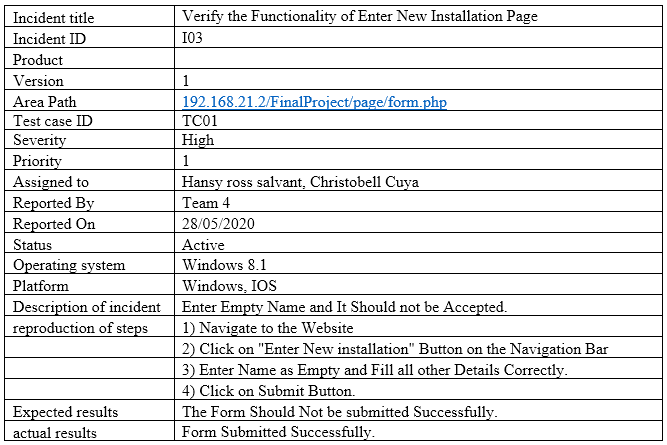 Incident title Verify the Functionality of Enter New Installation Page
Incident ID I03
Product
Version 1
Area Path 192.168.21.2/FinalProject/page/form.php
Test case ID TC01
Severity High
Priority 1
Assigned to Hansy ross salvant, Christobell Cuya
Reported By Team 4
Reported On 28/05/2020
Status Active
Operating system Windows 8.1
Platform Windows, IOS
Description of incident Enter Empty Name and It Should not be Accepted.
reproduction of steps 1) Navigate to the Website
2) Click on "Enter New installation" Button on the Navigation Bar
3) Enter Name as Empty and Fill all other Details Correctly.
4) Click on Submit Button.
Expected results The Form Should Not be submitted Successfully.
actual results Form Submitted Successfully.